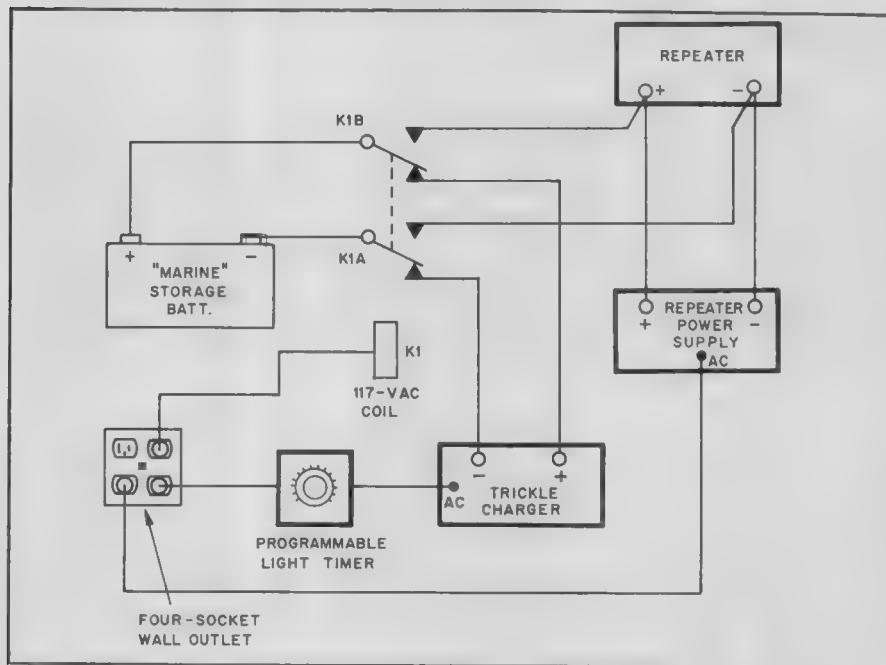 REPEATER
+
−
K1B
+
−
"MARINE"
STORAGE
BATT.
K1A
+
−
REPEATER
POWER
SUPPLY
AC
K1
117-VAC
COIL
−
+
AC
TRICKLE
CHARGER
PROGRAMMABLE
LIGHT TIMER
FOUR-SOCKET
WALL OUTLET